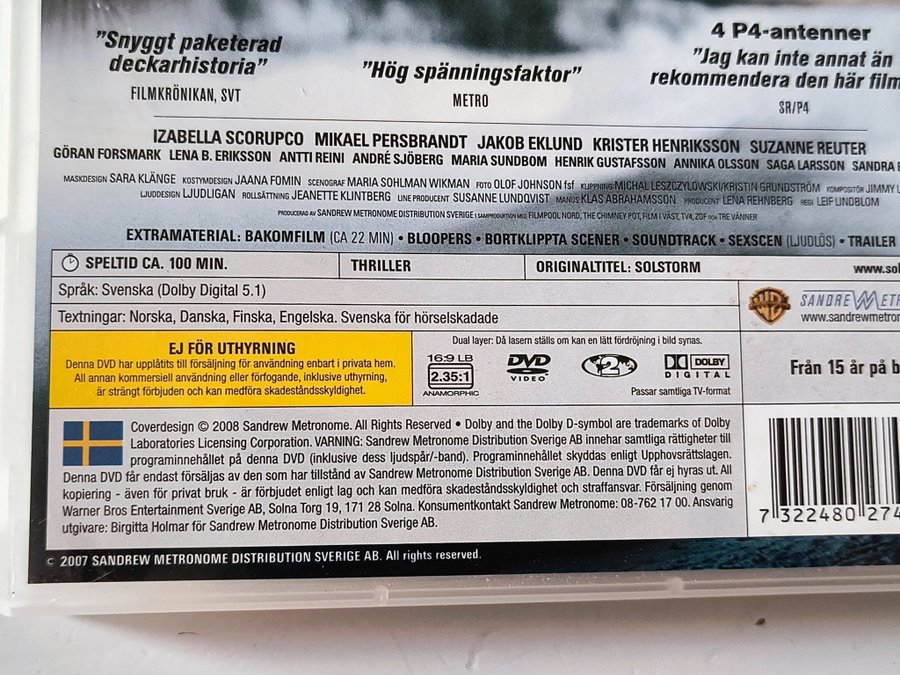 "Snyggt paketerad
deckarhistoria"
FILMKRÖNIKAN, SVT
"Hög spänningsfaktor"
METRO
4 P4-antenner
"Jag kan inte annat än
rekommendera den här film
SR/P4
IZABELLA SCORUPCO MIKAEL PERSBRANDT JAKOB EKLUND KRISTER HENRIKSSON SUZANNE REUTER
GÖRAN FORSMARK LENA B. ERIKSSON ANTTI REINI ANDRÉ SJÖBERG MARIA SUNDBOM HENRIK GUSTAFSSON ANNIKA OLSSON SAGA LARSSON SANDRA
MASKDESIGN SARA KLÄNGE KOSTYMDESIGN JAANA FOMIN SCENOGRAF MARIA SOHLMAN WIKMAN FOTO OLOF JOHNSON fsf KLIPPNING MICHAL LESZCZYLOWSKI/KRISTIN GRUNDSTRÖM KOMPOSITÖR JIMMY
LJUDDESIGN LJUDLIGAN ROLLSÄTTNING JEANETTE KLINTBERG LINE PRODUCENT SUSANNE LUNDQVIST MANUS KLAS ABRAHAMSSON PRODUCENT LENA REHNBERG REGI LEIF LINDBLOM
PRODUCERAD AV SANDREW METRONOME DISTRIBUTION SVERIGE I SAMPRODUKTION MED FILMPOOL NORD, THE CHIMNEY POT, FILM I VÄST, TV4, ZDF OCH TRE VÄNNER
EXTRAMATERIAL: BAKOMFILM (CA 22 MIN) • BLOOPERS • BORTKLIPPTA SCENER • SOUNDTRACK • SEXSCEN (LJUDLÖS) • TRAILER
SPELTID CA. 100 MIN. THRILLER ORIGINALTITEL: SOLSTORM www.sol
Språk: Svenska (Dolby Digital 5.1)
Textningar: Norska, Danska, Finska, Engelska. Svenska för hörselskadade
WB SANDREW METR
www.sandrewmetron
EJ FÖR UTHYRNING
Denna DVD har upplåtits till försäljning för användning enbart i privata hem.
All annan kommersiell användning eller förfogande, inklusive uthyrning,
är strängt förbjuden och kan medföra skadeståndsskyldighet.
Dual layer: Då lasern ställs om kan en lätt fördröjning i bild synas.
16:9 LB
2.35:1
ANAMORPHIC
DVD
VIDEO
2
DOLBY
DIGITAL
Passar samtliga TV-format
Från 15 år på b
Coverdesign © 2008 Sandrew Metronome. All Rights Reserved • Dolby and the Dolby D-symbol are trademarks of Dolby
Laboratories Licensing Corporation. VARNING: Sandrew Metronome Distribution Sverige AB innehar samtliga rättigheter till
programinnehållet på denna DVD (inklusive dess ljudspår/-band). Programinnehållet skyddas enligt Upphovsrättslagen.
Denna DVD får endast försäljas av den som har tillstånd av Sandrew Metronome Distribution Sverige AB. Denna DVD får ej hyras ut. All
kopiering - även för privat bruk - är förbjudet enligt lag och kan medföra skadeståndsskyldighet och straffansvar. Försäljning genom
Warner Bros Entertainment Sverige AB, Solna Torg 19, 171 28 Solna. Konsumentkontakt Sandrew Metronome: 08-762 17 00. Ansvarig
utgivare: Birgitta Holmar för Sandrew Metronome Distribution Sverige AB.
7 322480 274
© 2007 SANDREW METRONOME DISTRIBUTION SVERIGE AB. All rights reserved.